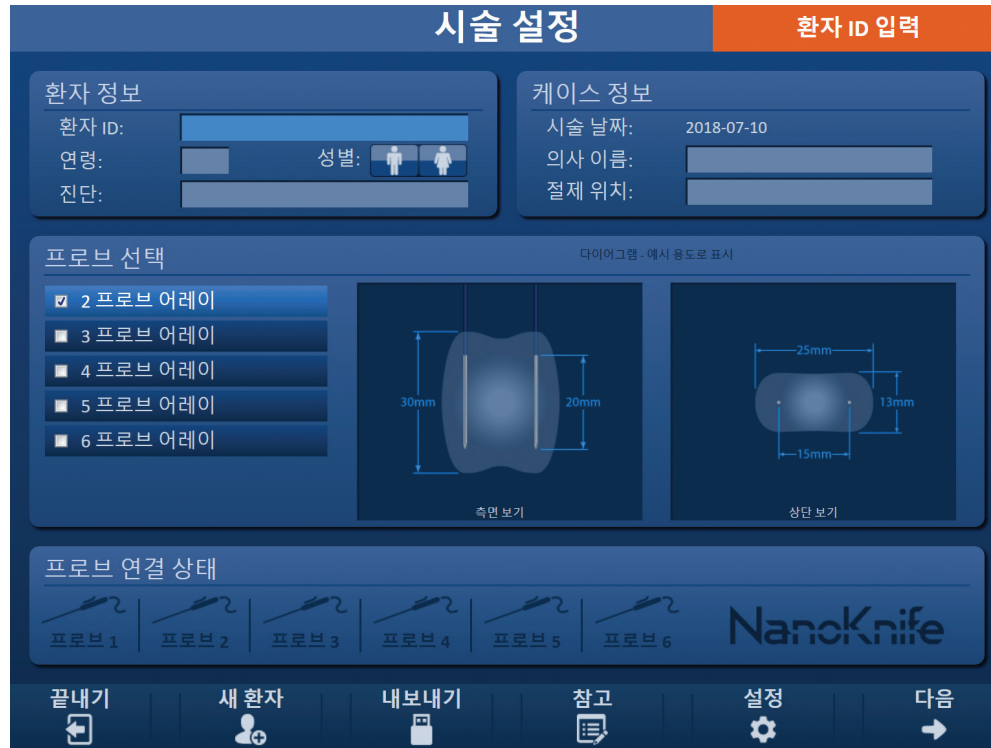 시술 설정
환자 ID 입력
환자 정보
환자 ID:
연령:
성별:
진단:
케이스 정보
시술 날짜: 2018-07-10
의사 이름:
절제 위치:
프로브 선택
다이어그램 - 예시 용도로 표시
2 프로브 어레이
3 프로브 어레이
4 프로브 어레이
5 프로브 어레이
6 프로브 어레이
30mm
20mm
측면 보기
25mm
13mm
15mm
상단 보기
프로브 연결 상태
프로브 1
프로브 2
프로브 3
프로브 4
프로브 5
프로브 6
NanoKnife
끝내기
새 환자
내보내기
참고
설정
다음